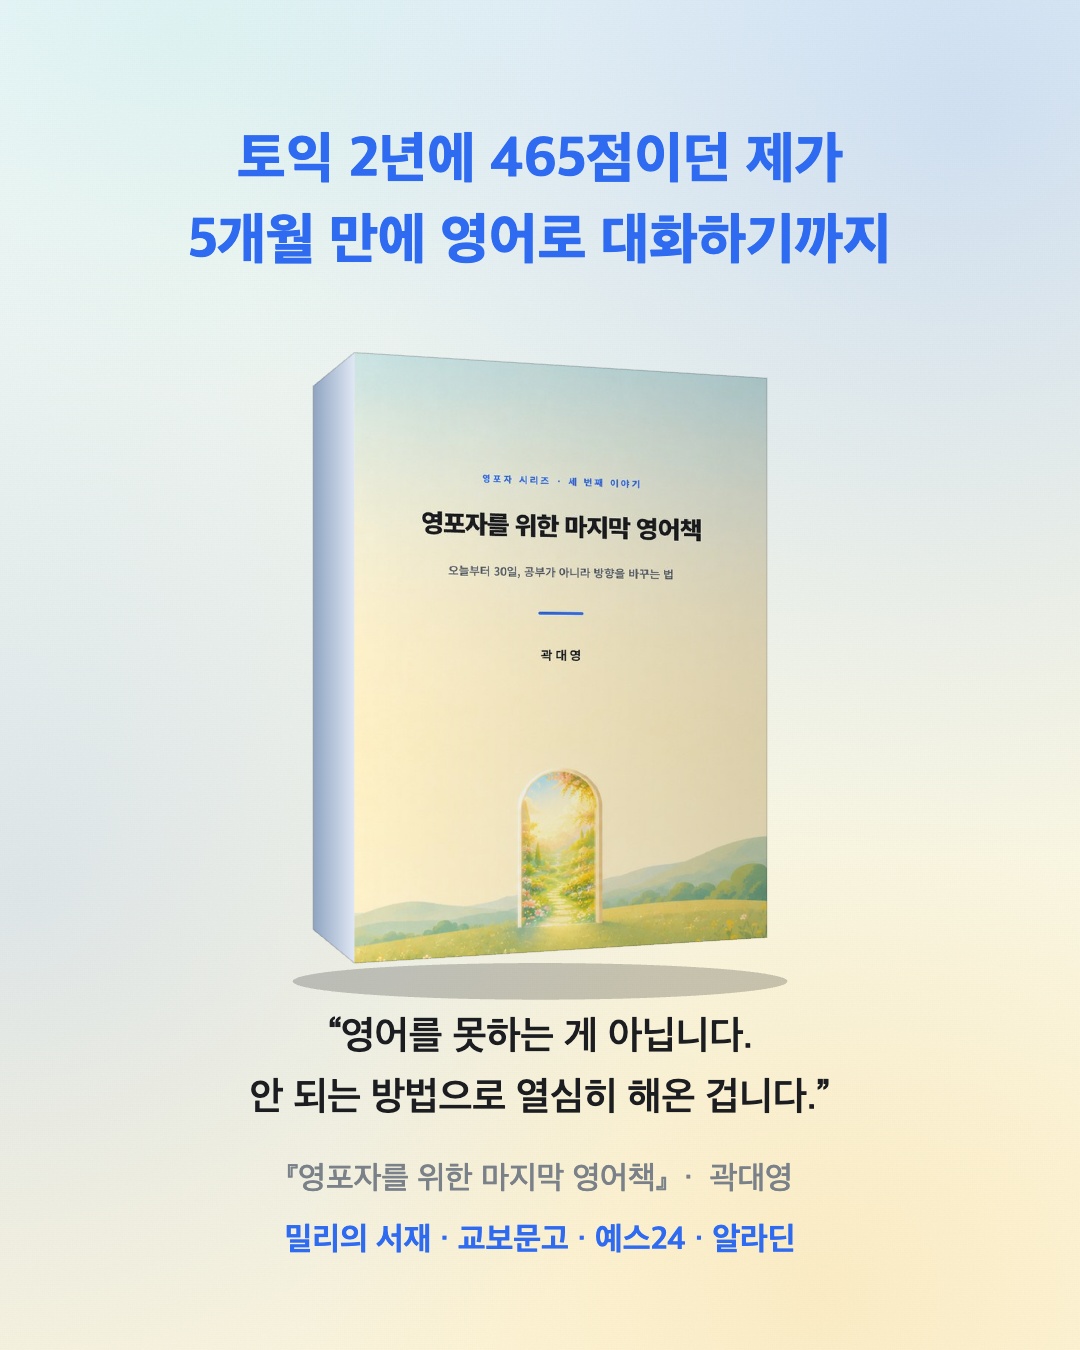 토익 2년에 465점이던 제가
5개월 만에 영어로 대화하기까지
영포자 시리즈 · 세 번째 이야기
영포자를 위한 마지막 영어책
오늘부터 30일, 공부가 아니라 방향을 바꾸는 법
곽대영
“영어를 못하는 게 아닙니다.
안 되는 방법으로 열심히 해온 겁니다.”
『영포자를 위한 마지막 영어책』 · 곽대영
밀리의 서재 · 교보문고 · 예스24 · 알라딘